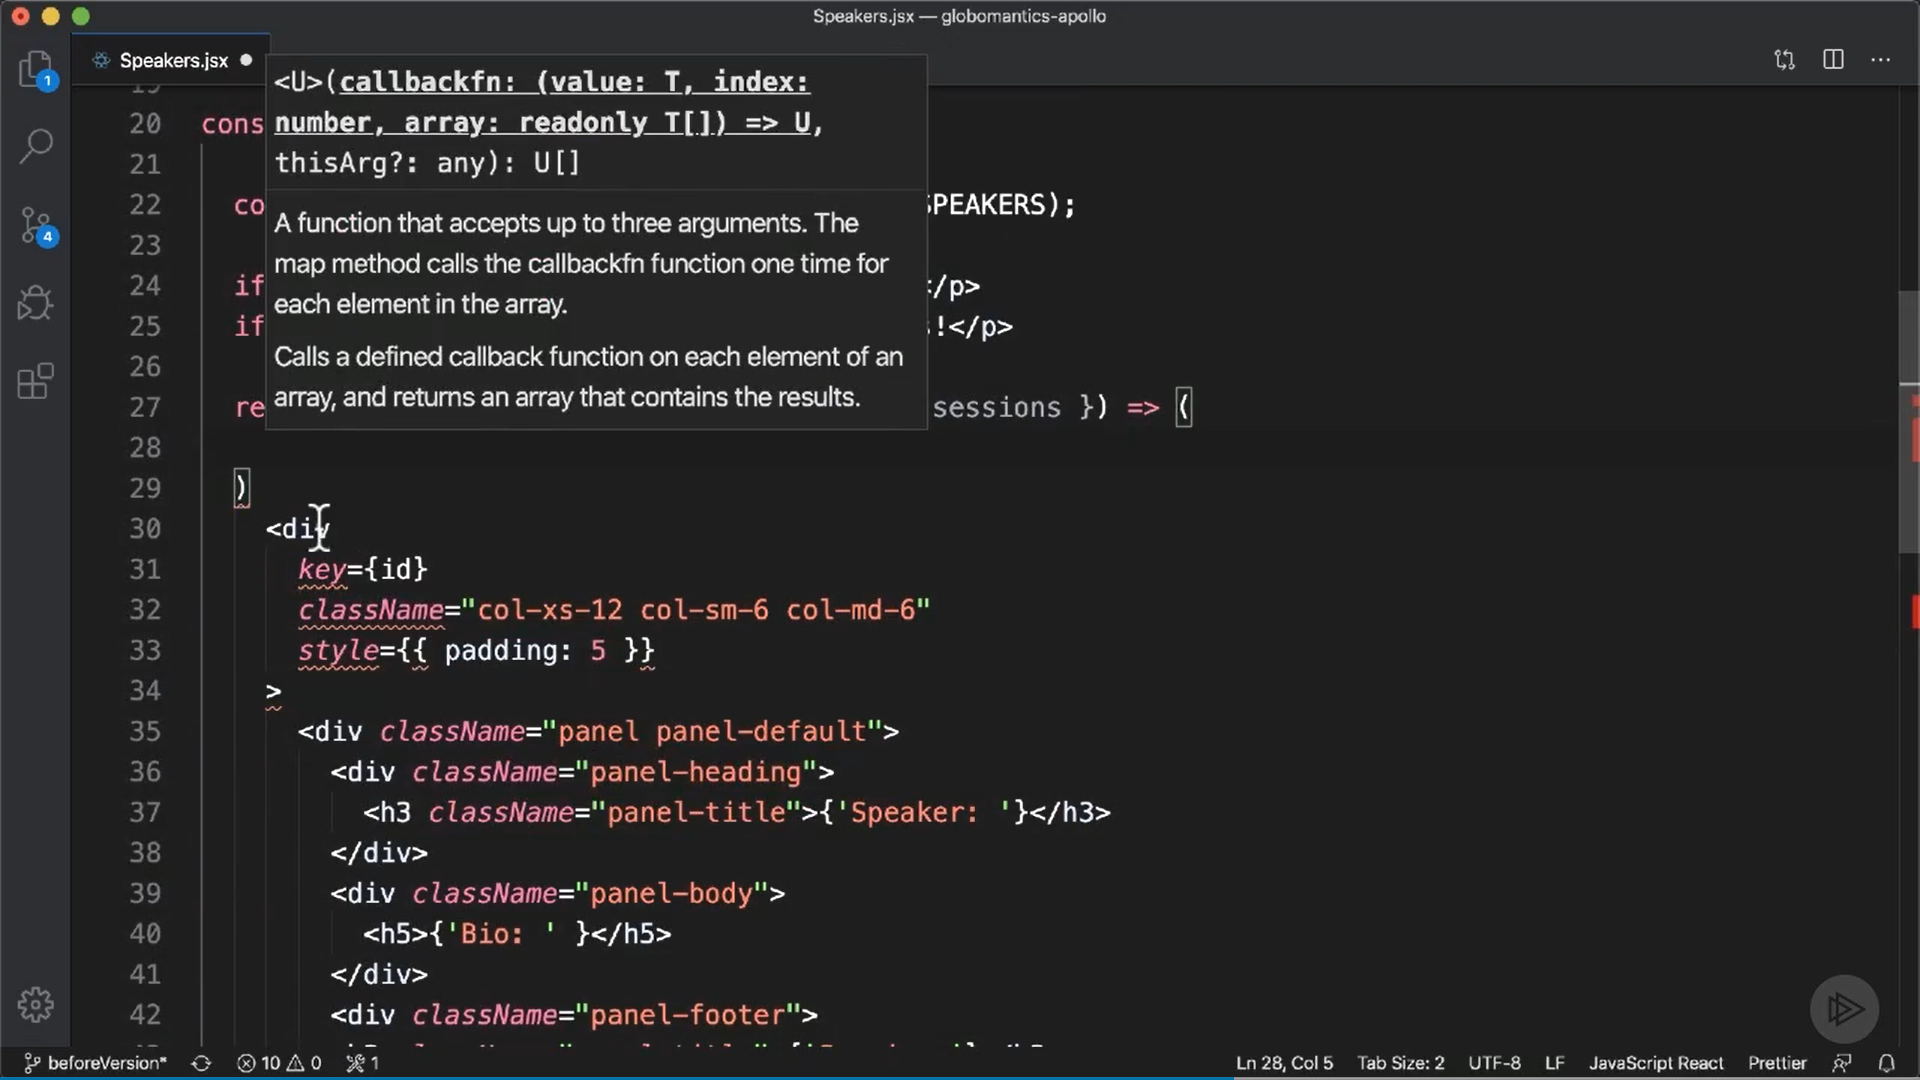 Speakers.jsx — globomantics-apollo
1
Speakers.jsx
<U>(callbackfn: (value: T, index:
number, array: readonly T[]) => U,
thisArg?: any): U[]
A function that accepts up to three arguments. The
map method calls the callbackfn function one time for
each element in the array.
Calls a defined callback function on each element of an
array, and returns an array that contains the results.
4
20 cons
21
22 co SPEAKERS);
23
24 if </p>
25 if s!</p>
26
27 re sessions }) => (
28
29 )
30 <div
31 key={id}
32 className="col-xs-12 col-sm-6 col-md-6"
33 style={{ padding: 5 }}
34 >
35 <div className="panel panel-default">
36 <div className="panel-heading">
37 <h3 className="panel-title">{'Speaker: '}</h3>
38 </div>
39 <div className="panel-body">
40 <h5>{'Bio: ' }</h5>
41 </div>
42 <div className="panel-footer">
beforeVersion* 10 0 1 Ln 28, Col 5 Tab Size: 2 UTF-8 LF JavaScript React Prettier